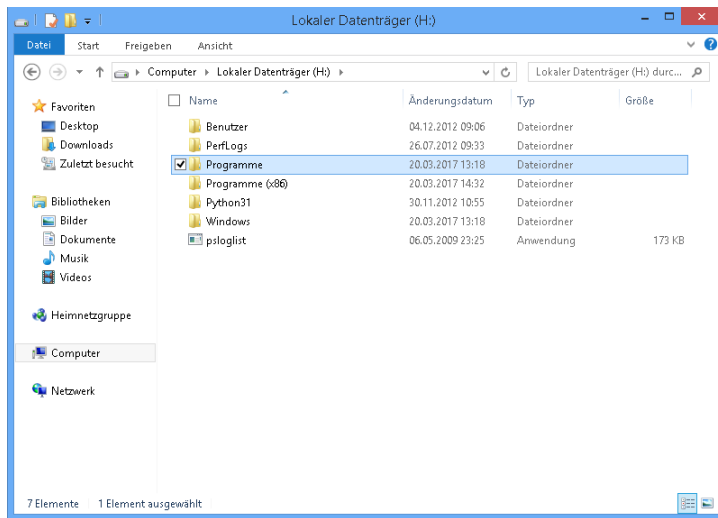 Lokaler Datenträger (H:)
Datei Start Freigeben Ansicht
Computer Lokaler Datenträger (H:) Lokaler Datenträger (H:) durc...
Favoriten
Desktop
Downloads
Zuletzt besucht
Bibliotheken
Bilder
Dokumente
Musik
Videos
Heimnetzgruppe
Computer
Netzwerk
Name Änderungsdatum Typ Größe
Benutzer 04.12.2012 09:06 Dateiordner
PerfLogs 26.07.2012 09:33 Dateiordner
Programme 20.03.2017 13:18 Dateiordner
Programme (x86) 20.03.2017 14:32 Dateiordner
Python31 30.11.2012 10:55 Dateiordner
Windows 20.03.2017 13:18 Dateiordner
psloglist 06.05.2009 23:25 Anwendung 173 KB
7 Elemente 1 Element ausgewählt